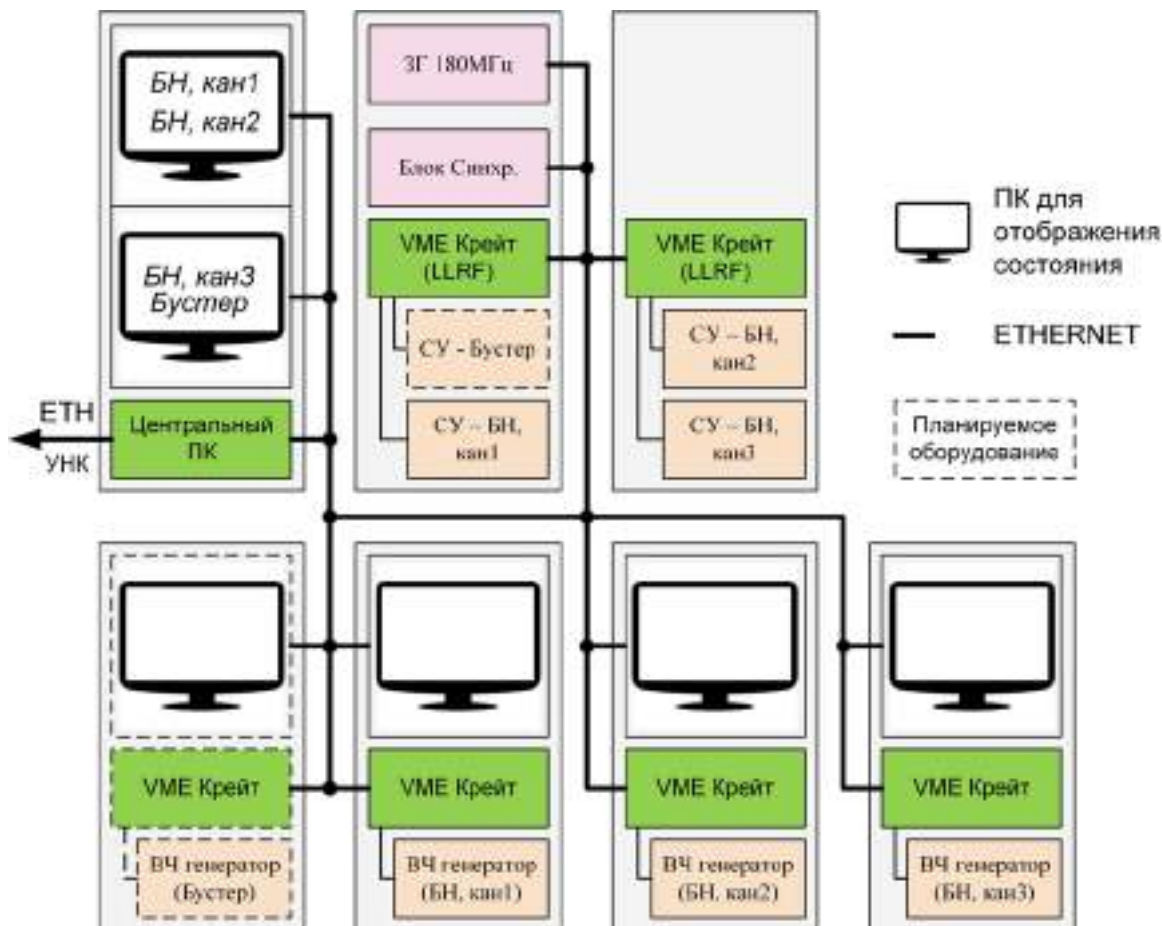 БН, кан1
БН, кан2
БН, кан3
Бустер
ETH
УНК
Центральный
ПК
ЗГ 180МГц
Блок Синхр.
VME Крейт
(LLRF)
СУ - Бустер
СУ – БН,
кан1
VME Крейт
(LLRF)
СУ – БН,
кан2
СУ – БН,
кан3
ПК для
отображения
состояния
ETHERNET
Планируемое
оборудование
VME Крейт
ВЧ генератор
(Бустер)
VME Крейт
ВЧ генератор
(БН, кан1)
VME Крейт
ВЧ генератор
(БН, кан2)
VME Крейт
ВЧ генератор
(БН, кан3)